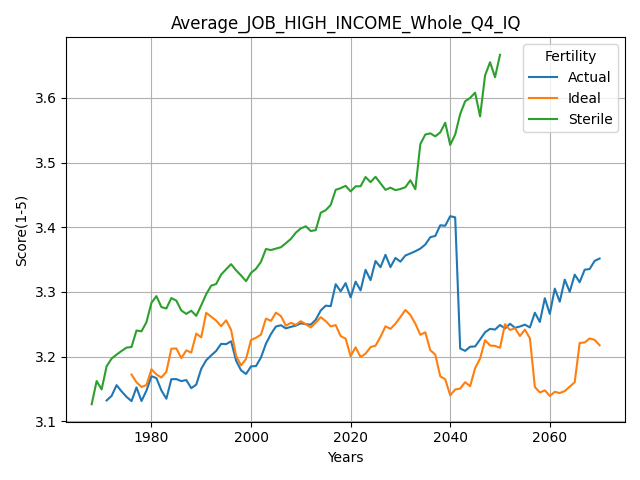 Average_JOB_HIGH_INCOME_Whole_Q4_IQ
Fertility
Actual
Ideal
Sterile
Score(1-5)
3.6
3.5
3.4
3.3
3.2
3.1
1980 2000 2020 2040 2060
Years